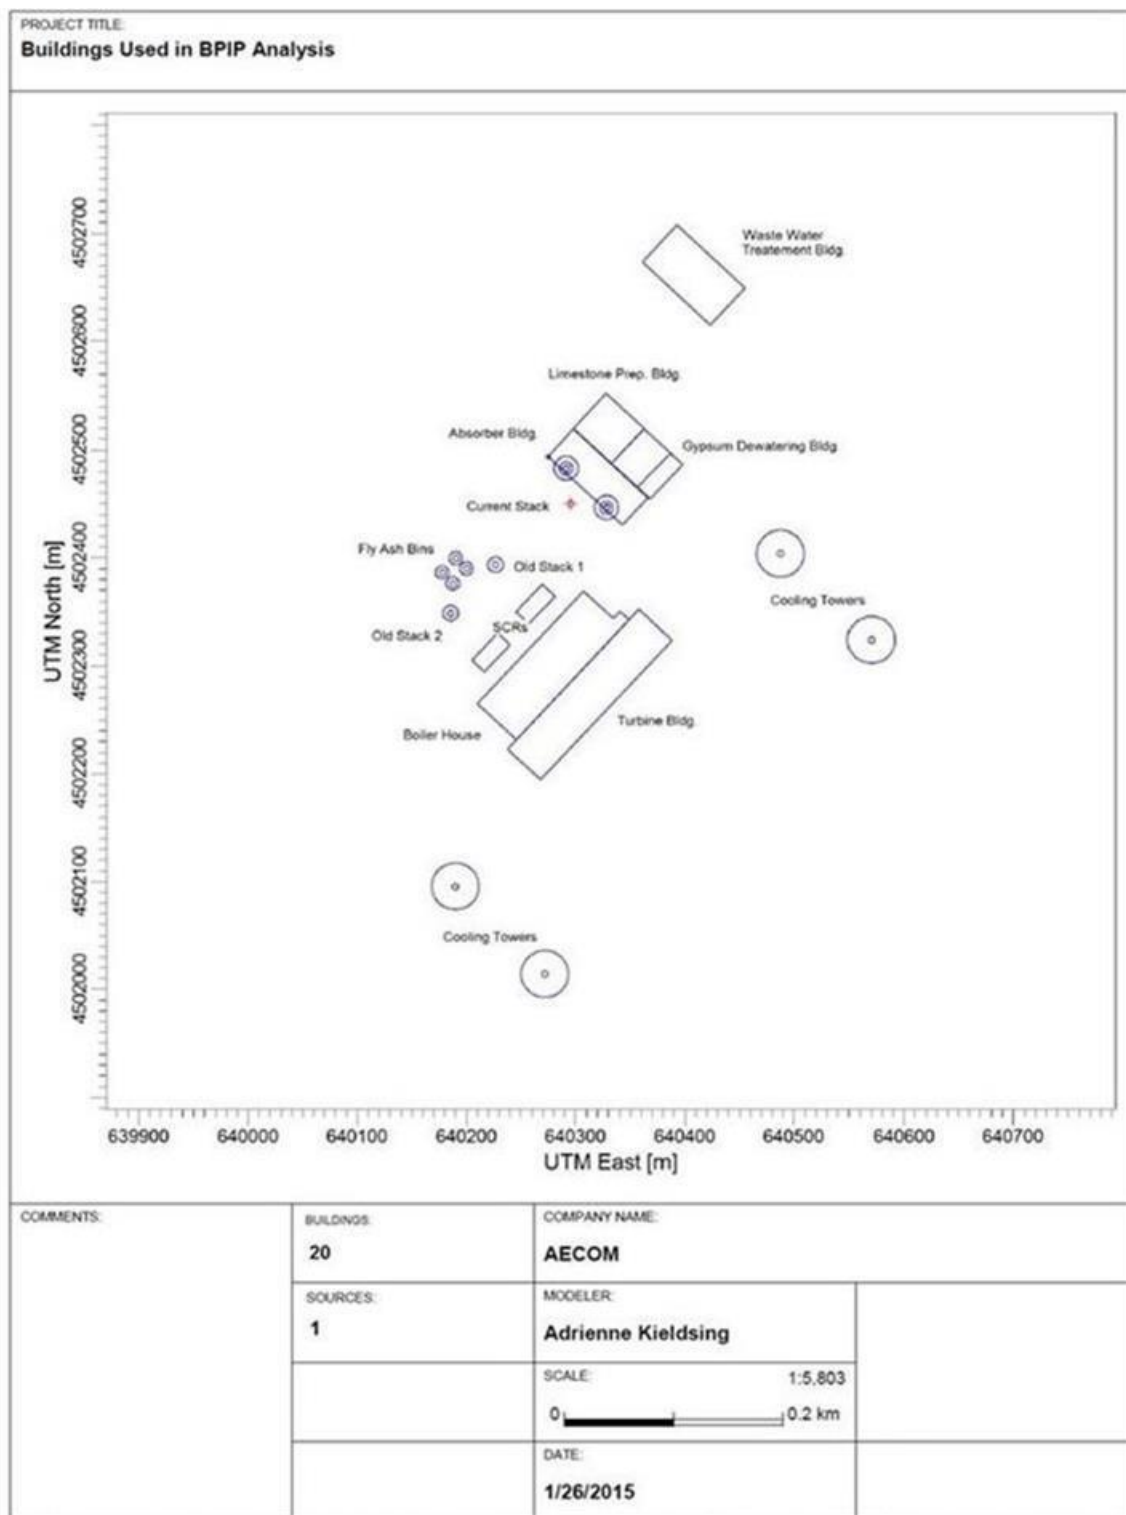 PROJECT TITLE:
Buildings Used in BPIP Analysis
Waste Water
Treatement Bldg.
Limestone Prep. Bldg.
Absorber Bldg.
Gypsum Dewatering Bldg.
Current Stack
Fly Ash Bins
Old Stack 1
Cooling Towers
SCRs
Old Stack 2
Turbine Bldg.
Boiler House
Cooling Towers
UTM North [m]
4502700
4502600
4502500
4502400
4502300
4502200
4502100
4502000
639900 640000 640100 640200 640300 640400 640500 640600 640700
UTM East [m]
COMMENTS:
BUILDINGS:
20
COMPANY NAME:
AECOM
SOURCES:
1
MODELER:
Adrienne Kieldsing
SCALE: 1:5,803
0 0.2 km
DATE:
1/26/2015